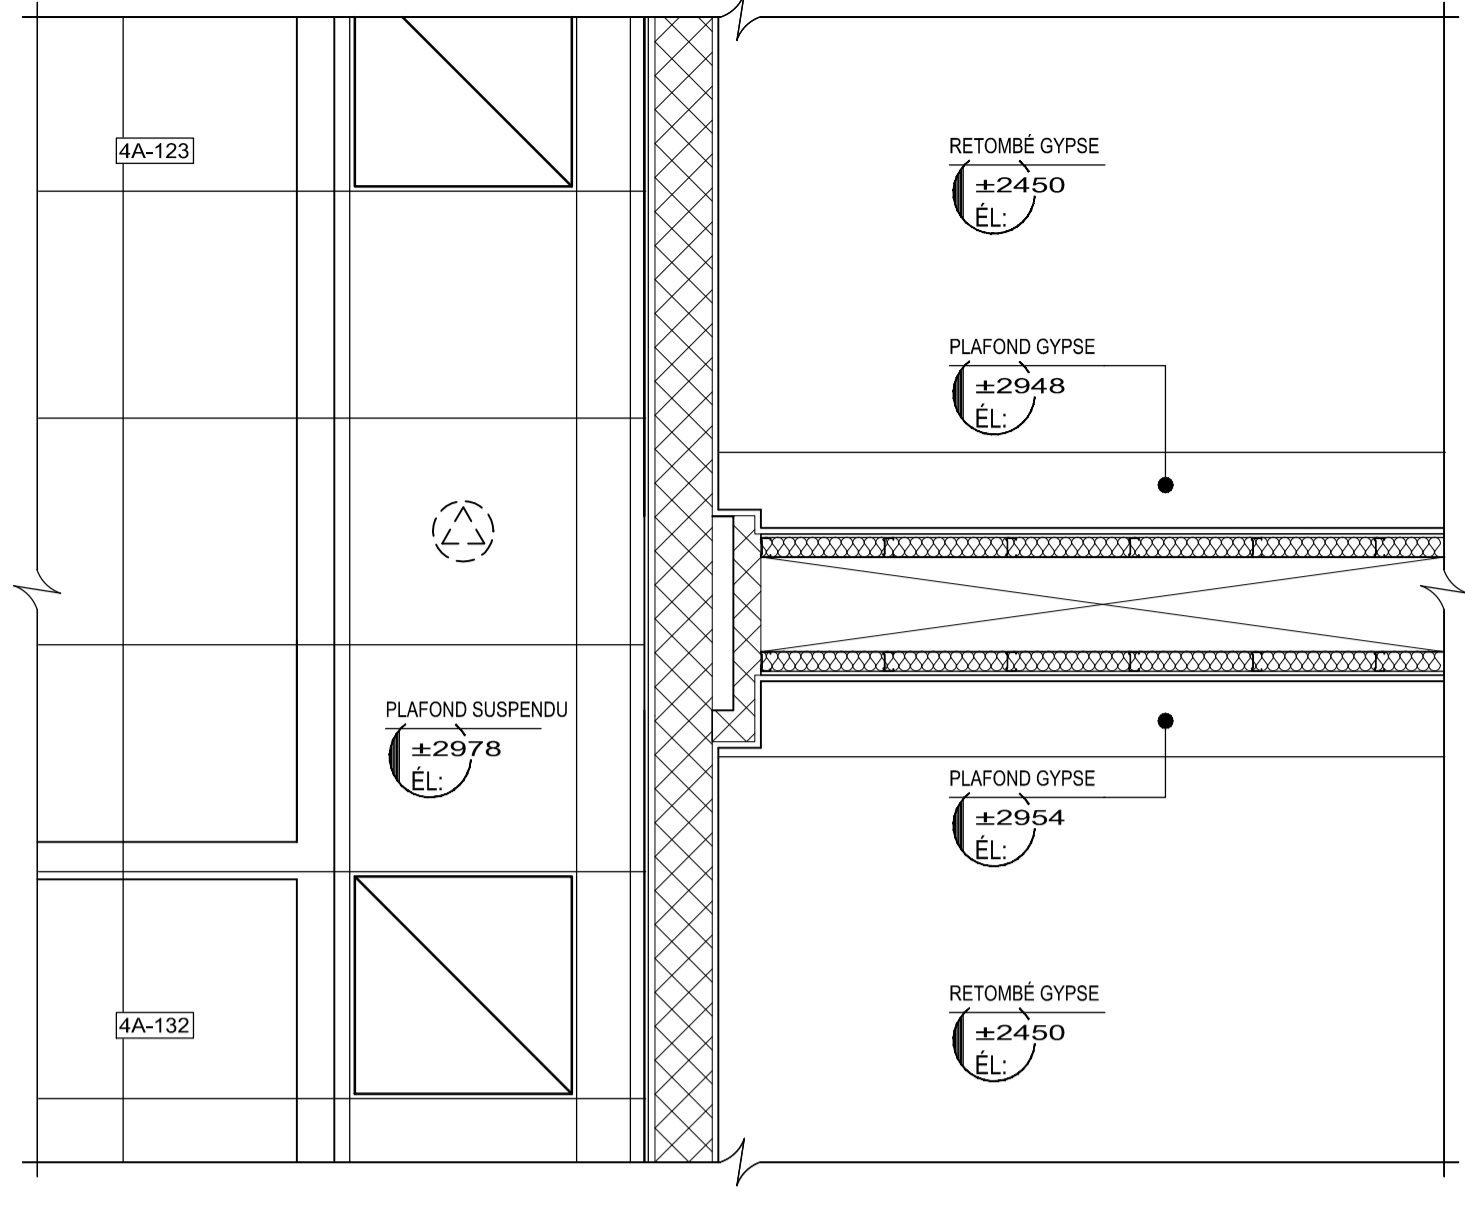 4A-123
RETOMBÉ GYPSE
±2450
ÉL:
PLAFOND GYPSE
±2948
ÉL:
PLAFOND SUSPENDU
±2978
ÉL:
PLAFOND GYPSE
±2954
ÉL:
4A-132
RETOMBÉ GYPSE
±2450
ÉL: